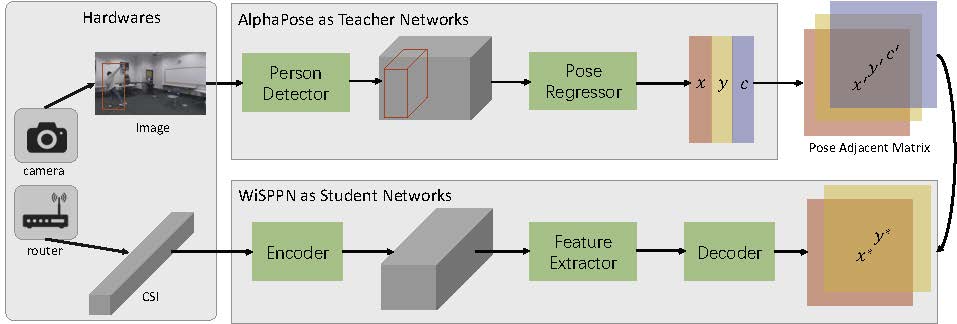 Hardwares
Image
camera
router
CSI
AlphaPose as Teacher Networks
Person
Detector
Pose
Regressor
x y c
x′ y′ c′
Pose Adjacent Matrix
WiSPPN as Student Networks
Encoder
Feature
Extractor
Decoder
x* y*